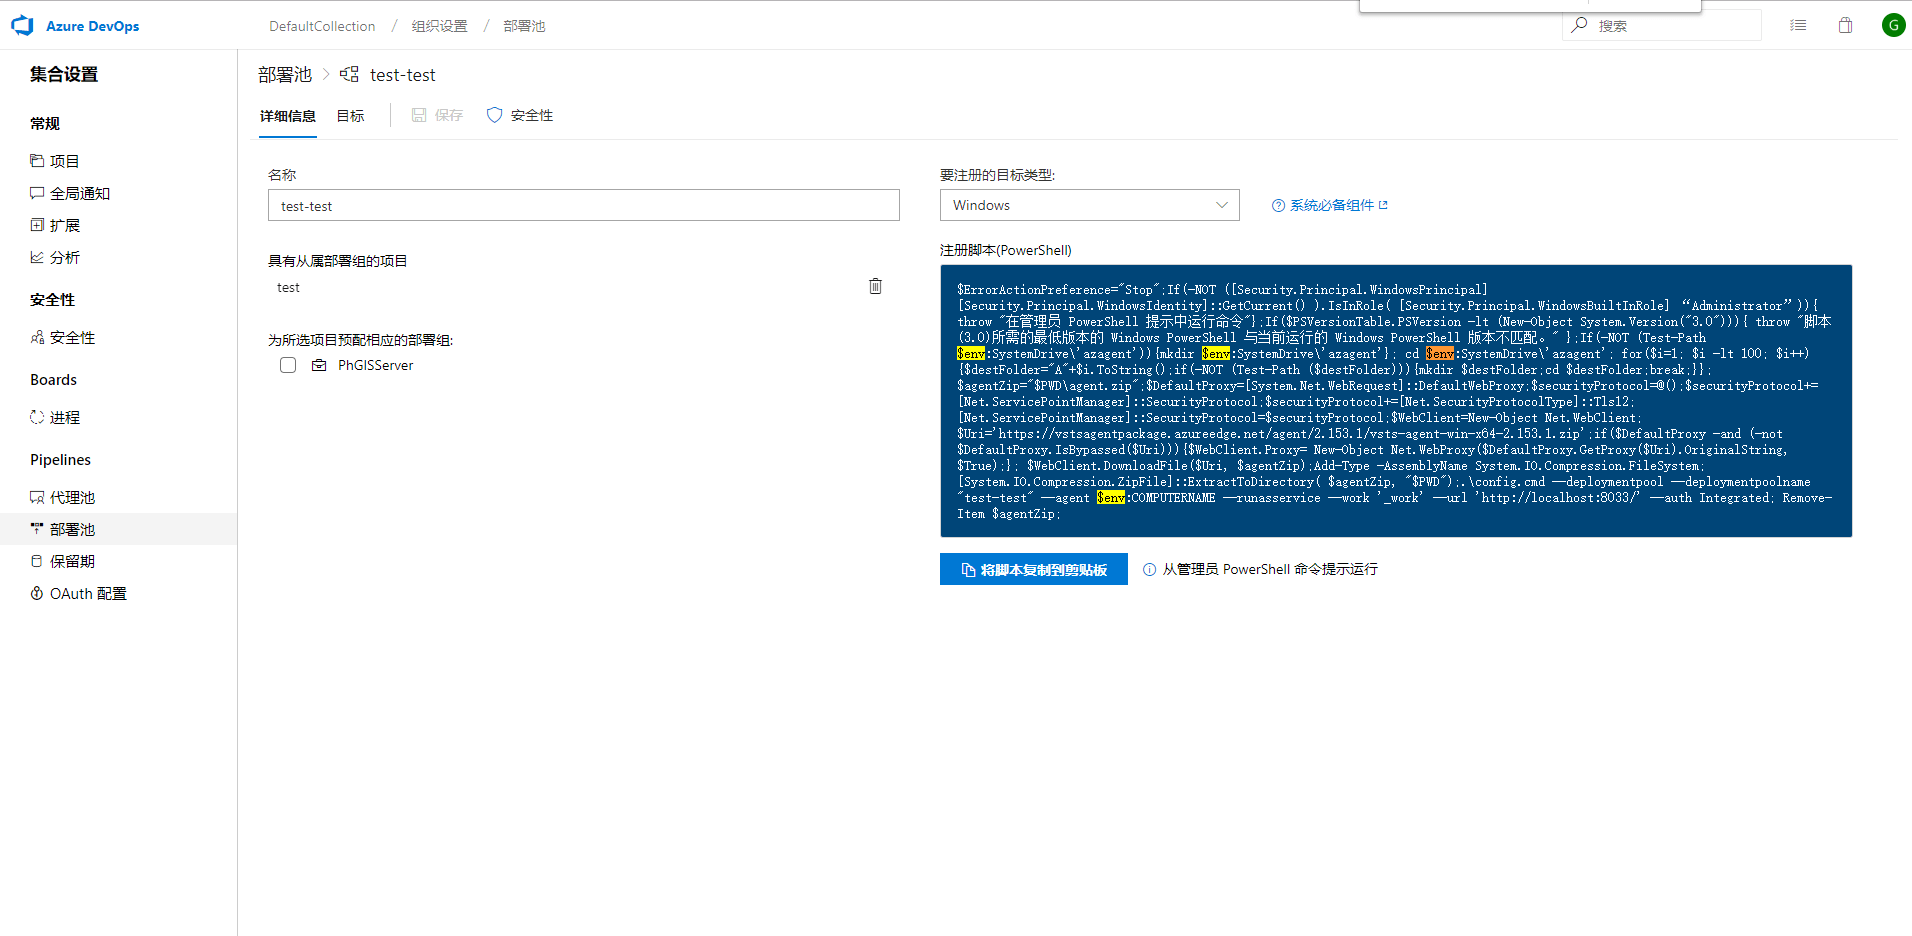 Azure DevOps
DefaultCollection / 组织设置 / 部署池
搜索
G
集合设置
常规
项目
全局通知
扩展
分析
安全性
安全性
Boards
进程
Pipelines
代理池
部署池
保留期
OAuth 配置
部署池 > test-test
详细信息 目标 保存 安全性
名称
test-test
具有从属部署组的项目
test
为所选项目预配相应的部署组:
PhGISServer
要注册的目标类型:
Windows
系统必备组件
注册脚本(PowerShell)
$ErrorActionPreference="Stop";If(-NOT ([Security.Principal.WindowsPrincipal]
[Security.Principal.WindowsIdentity]::GetCurrent() ).IsInRole( [Security.Principal.WindowsBuiltInRole] “Administrator”)){
throw "在管理员 PowerShell 提示中运行命令"};If($PSVersionTable.PSVersion -lt (New-Object System.Version("3.0"))){ throw "脚本
(3.0)所需的最低版本的 Windows PowerShell 与当前运行的 Windows PowerShell 版本不匹配。" };If(-NOT (Test-Path
$env:SystemDrive\'azagent')){mkdir $env:SystemDrive\'azagent'}; cd $env:SystemDrive\'azagent'; for($i=1; $i -lt 100; $i++)
{$destFolder="A"+$i.ToString();if(-NOT (Test-Path ($destFolder))){mkdir $destFolder;cd $destFolder;break;}};
$agentZip="$PWD\agent.zip";$DefaultProxy=[System.Net.WebRequest]::DefaultWebProxy;$securityProtocol=@();$securityProtocol+=
[Net.ServicePointManager]::SecurityProtocol;$securityProtocol+=[Net.SecurityProtocolType]::Tls12;
[Net.ServicePointManager]::SecurityProtocol=$securityProtocol;$WebClient=New-Object Net.WebClient;
$Uri='https://vstsagentpackage.azureedge.net/agent/2.153.1/vsts-agent-win-x64-2.153.1.zip';if($DefaultProxy -and (-not
$DefaultProxy.IsBypassed($Uri))){$WebClient.Proxy= New-Object Net.WebProxy($DefaultProxy.GetProxy($Uri).OriginalString,
$True);}; $WebClient.DownloadFile($Uri, $agentZip);Add-Type -AssemblyName System.IO.Compression.FileSystem;
[System.IO.Compression.ZipFile]::ExtractToDirectory( $agentZip, "$PWD");.\config.cmd --deploymentpool --deploymentpoolname
"test-test" --agent $env:COMPUTERNAME --runasservice --work '_work' --url 'http://localhost:8033/' --auth Integrated; Remove-
Item $agentZip;
将脚本复制到剪贴板 从管理员 PowerShell 命令提示运行